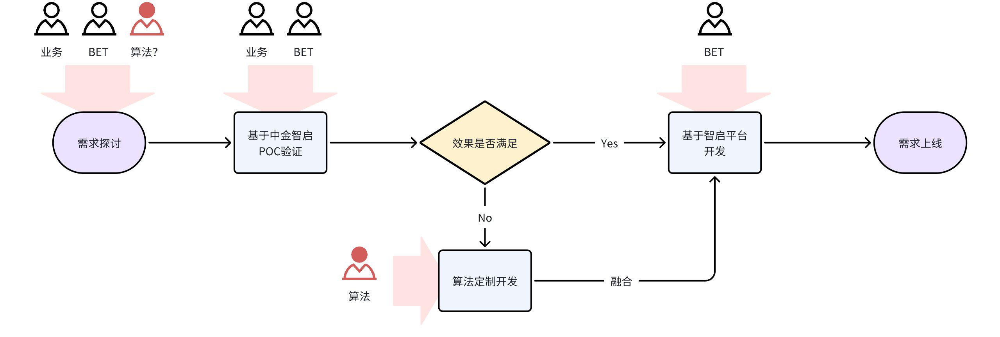 业务
BET
算法?
业务
BET
BET
需求探讨
基于中金智启
POC验证
效果是否满足
Yes
基于智启平台
开发
需求上线
No
算法
算法定制开发
融合